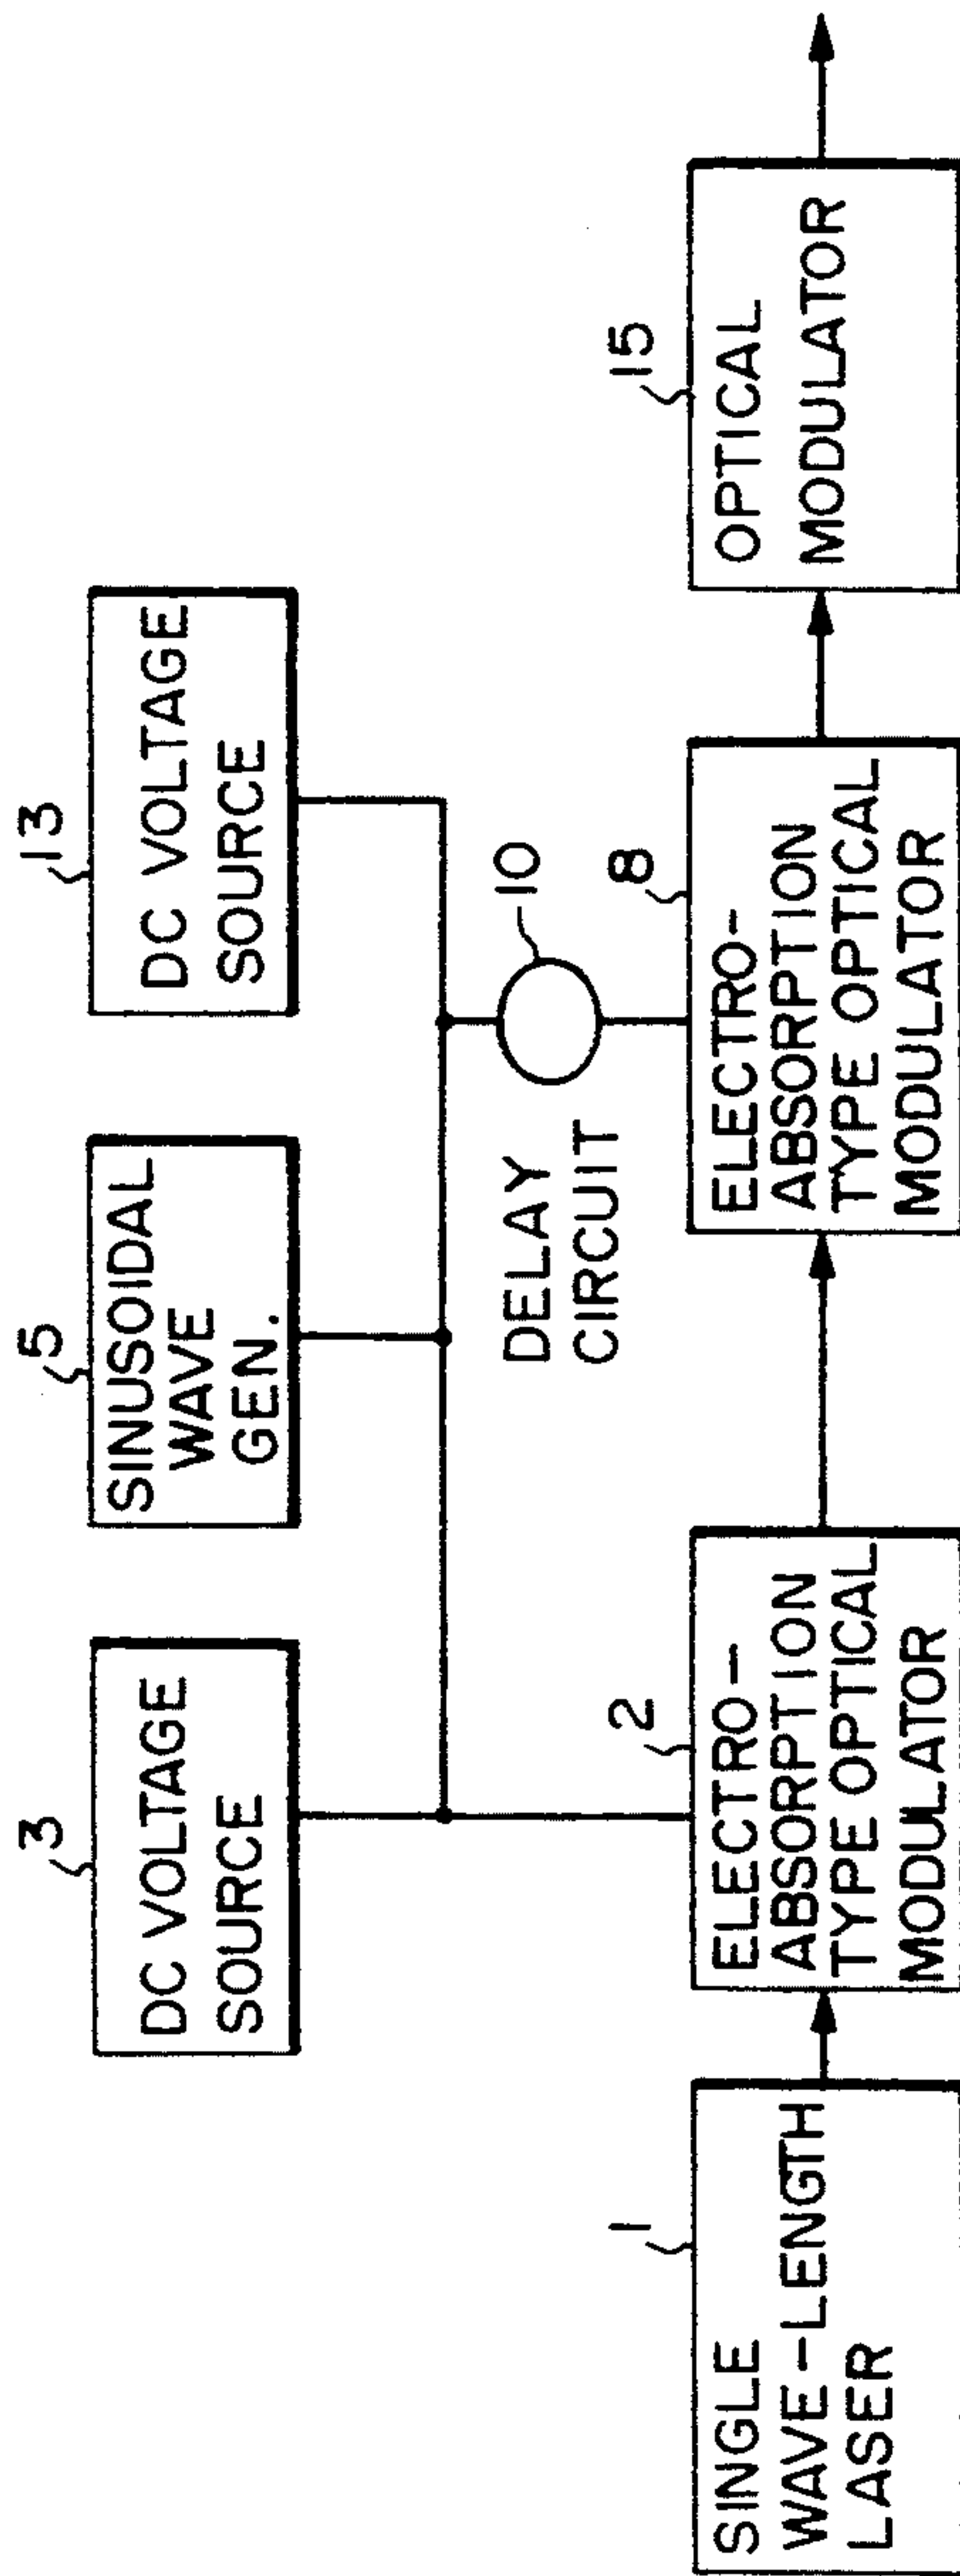 3
DC VOLTAGE
SOURCE
5
SINUSOIDAL
WAVE
GEN.
13
DC VOLTAGE
SOURCE
DELAY
CIRCUIT
10
1
SINGLE
WAVE-LENGTH
LASER
2
ELECTRO-
ABSORPTION
TYPE OPTICAL
MODULATOR
8
ELECTRO-
ABSORPTION
TYPE OPTICAL
MODULATOR
15
OPTICAL
MODULATOR